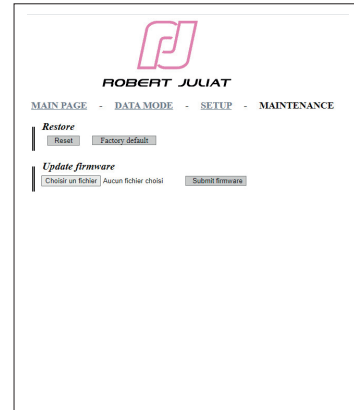 ROBERT JULIAT
MAIN PAGE - DATA MODE - SETUP - MAINTENANCE
Restore
Reset Factory default
Update firmware
Choisir un fichier Aucun fichier choisi Submit firmware